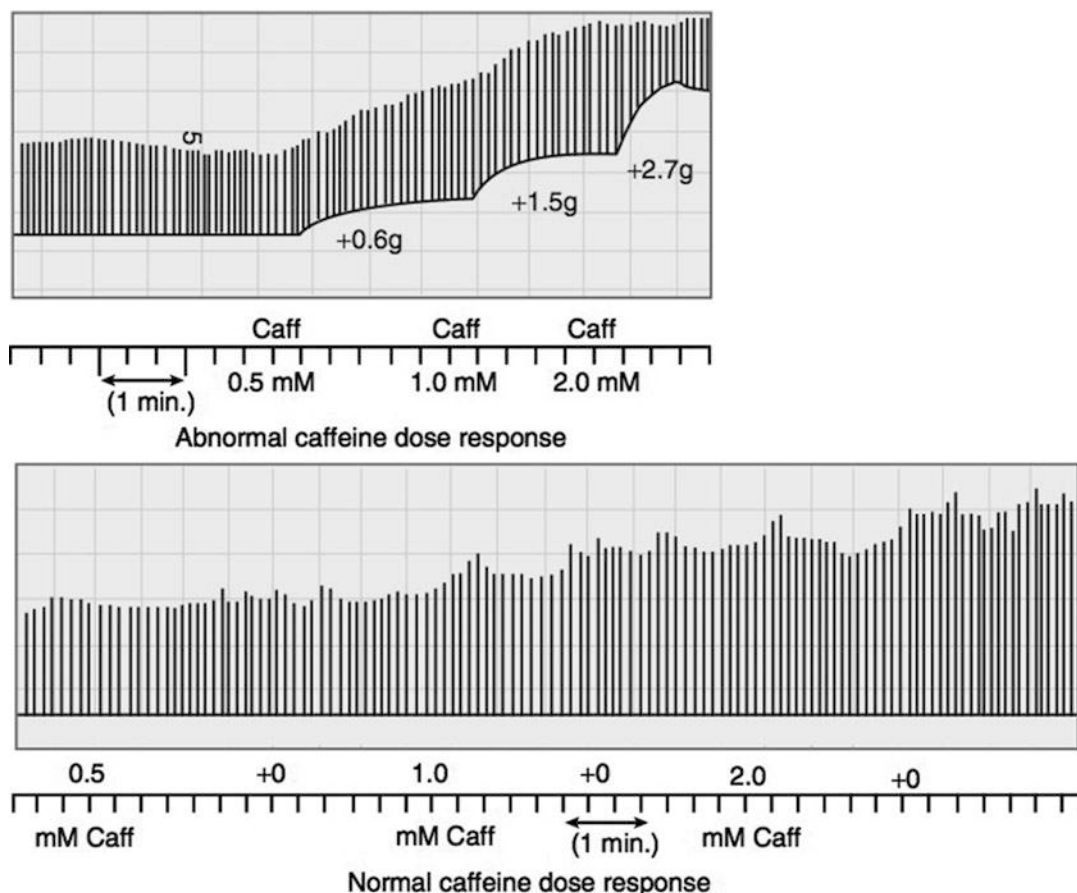 5
+0.6g
+1.5g
+2.7g
Caff Caff Caff
0.5 mM 1.0 mM 2.0 mM
(1 min.)
Abnormal caffeine dose response
0.5 +0 1.0 +0 2.0 +0
mM Caff mM Caff (1 min.) mM Caff
Normal caffeine dose response